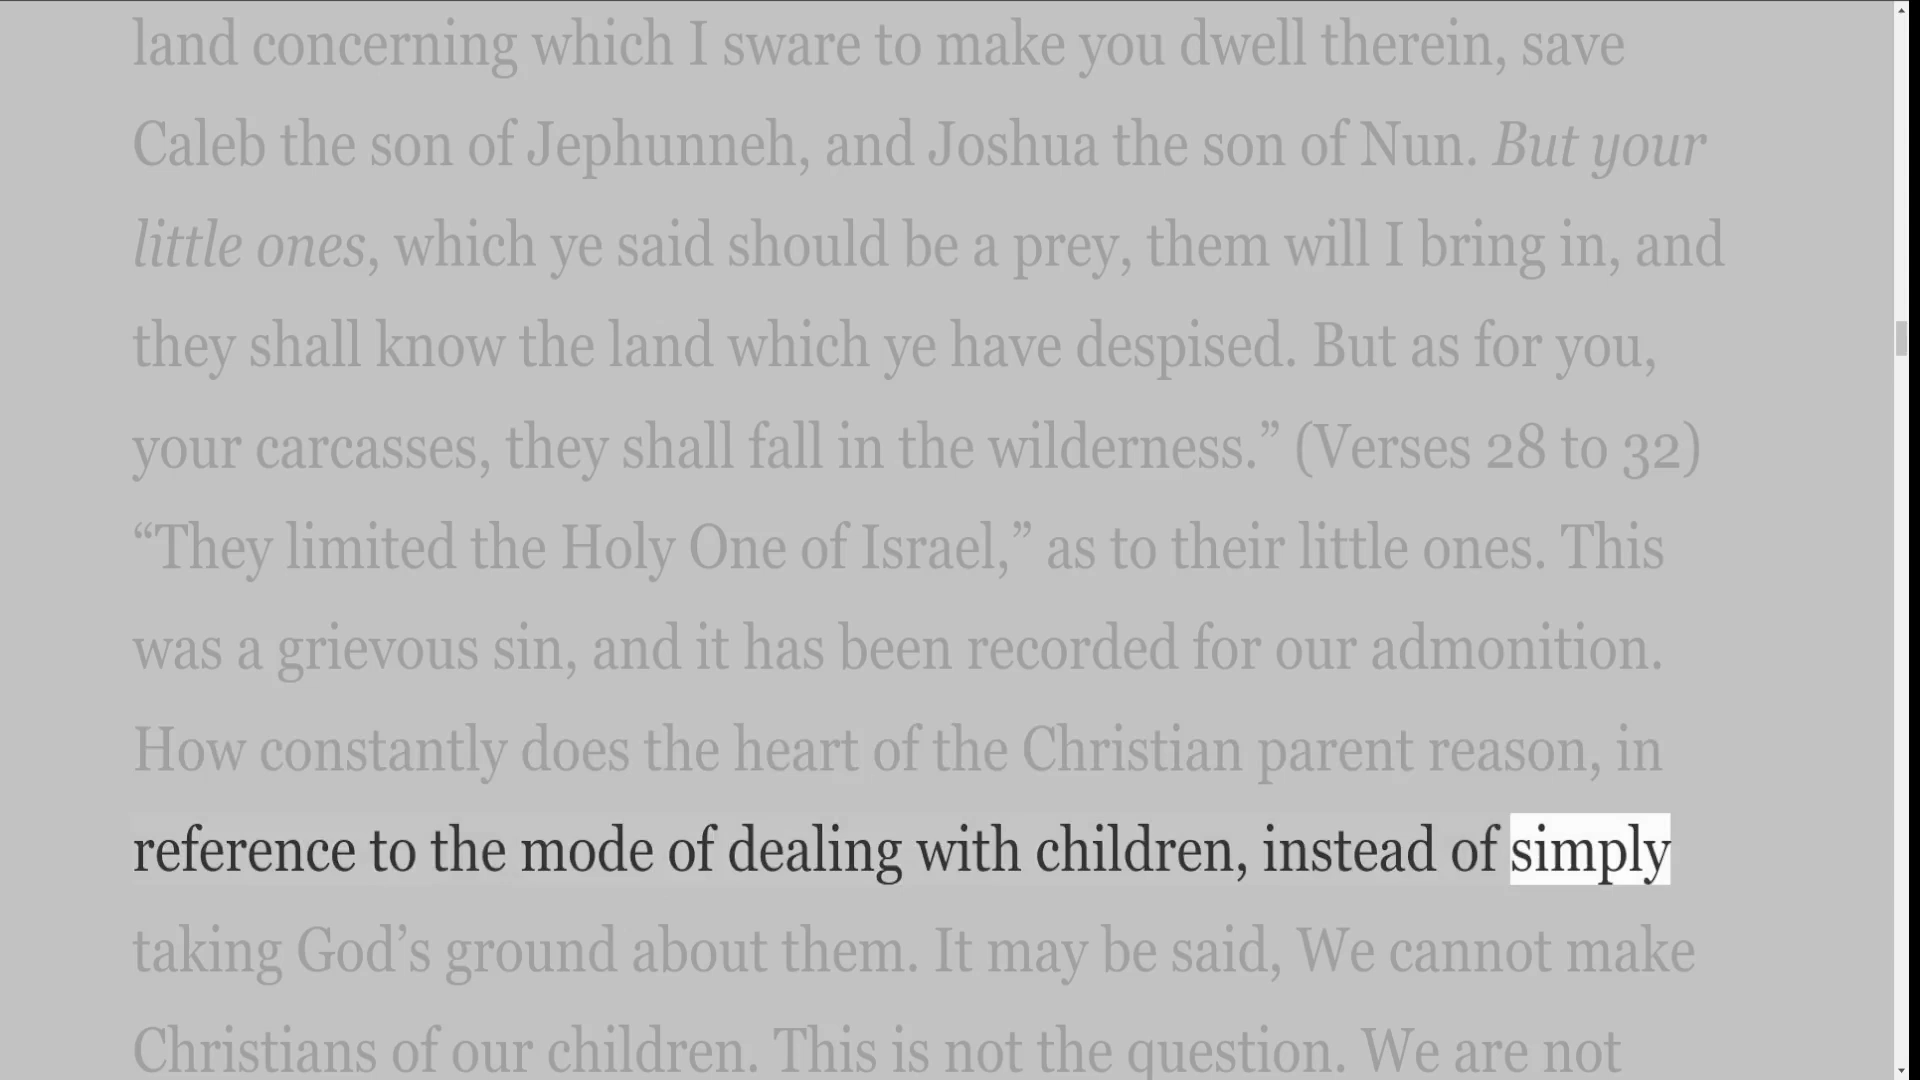 land concerning which I sware to make you dwell therein, save
Caleb the son of Jephunneh, and Joshua the son of Nun. But your
little ones, which ye said should be a prey, them will I bring in, and
they shall know the land which ye have despised. But as for you,
your carcasses, they shall fall in the wilderness.” (Verses 28 to 32)
“They limited the Holy One of Israel,” as to their little ones. This
was a grievous sin, and it has been recorded for our admonition.
How constantly does the heart of the Christian parent reason, in
reference to the mode of dealing with children, instead of simply
taking God’s ground about them. It may be said, We cannot make
Christians of our children. This is not the question. We are not